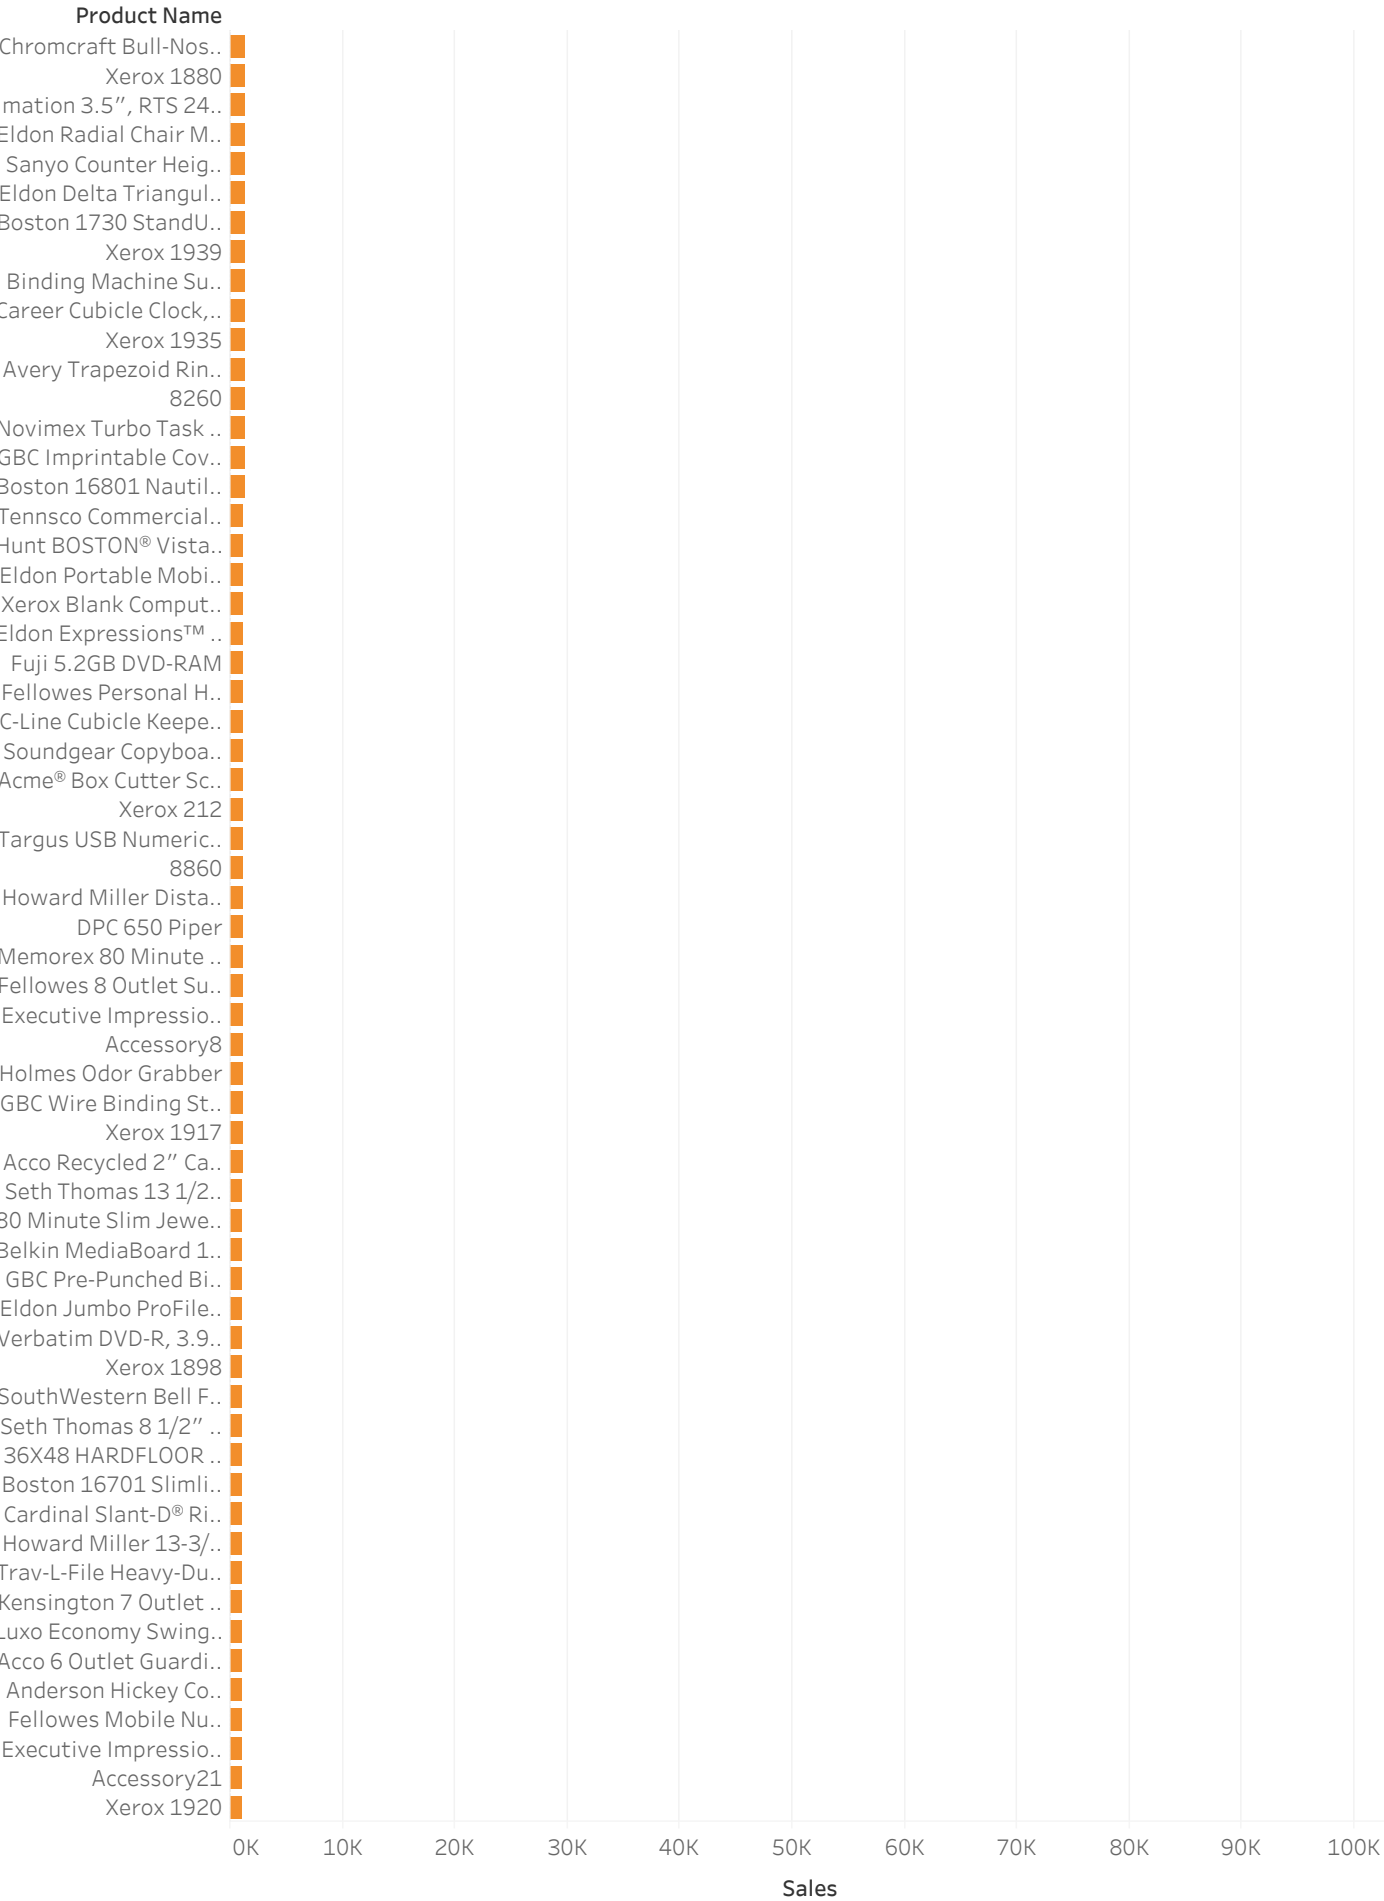 Product Name
Chromcraft Bull-Nos..
Xerox 1880
mation 3.5”, RTS 24..
Eldon Radial Chair M..
Sanyo Counter Heig..
Eldon Delta Triangul..
Boston 1730 StandU..
Xerox 1939
Binding Machine Su..
Career Cubicle Clock,..
Xerox 1935
Avery Trapezoid Rin..
8260
Novimex Turbo Task ..
GBC Imprintable Cov..
Boston 16801 Nautil..
Tennsco Commercial..
Hunt BOSTON® Vista..
Eldon Portable Mobi..
Xerox Blank Comput..
Eldon Expressions™ ..
Fuji 5.2GB DVD-RAM
Fellowes Personal H..
C-Line Cubicle Keepe..
Soundgear Copyboa..
Acme® Box Cutter Sc..
Xerox 212
Targus USB Numeric..
8860
Howard Miller Dista..
DPC 650 Piper
Memorex 80 Minute ..
Fellowes 8 Outlet Su..
Executive Impressio..
Accessory8
Holmes Odor Grabber
GBC Wire Binding St..
Xerox 1917
Acco Recycled 2” Ca..
Seth Thomas 13 1/2..
80 Minute Slim Jewe..
Belkin MediaBoard 1..
GBC Pre-Punched Bi..
Eldon Jumbo ProFile..
Verbatim DVD-R, 3.9..
Xerox 1898
SouthWestern Bell F..
Seth Thomas 8 1/2” ..
36X48 HARDFLOOR ..
Boston 16701 Slimli..
Cardinal Slant-D® Ri..
Howard Miller 13-3/..
Trav-L-File Heavy-Du..
Kensington 7 Outlet ..
Luxo Economy Swing..
Acco 6 Outlet Guardi..
Anderson Hickey Co..
Fellowes Mobile Nu..
Executive Impressio..
Accessory21
Xerox 1920
0K 10K 20K 30K 40K 50K 60K 70K 80K 90K 100K
Sales